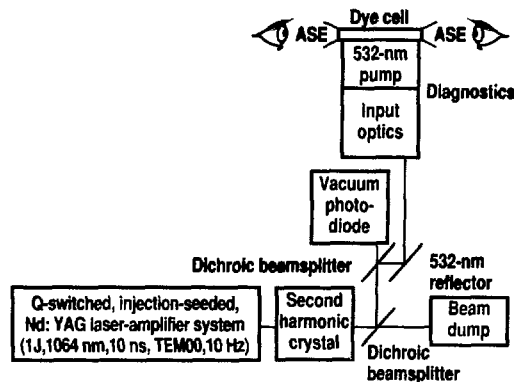 Dye cell
ASE
ASE
532-nm
pump
Diagnostics
Input
optics
Vacuum
photo-
diode
Dichroic beamsplitter
532-nm
reflector
Q-switched, injection-seeded,
Nd: YAG laser-amplifier system
(1J,1064 nm,10 ns, TEM00,10 Hz)
Second
harmonic
crystal
Beam
dump
Dichroic
beamsplitter